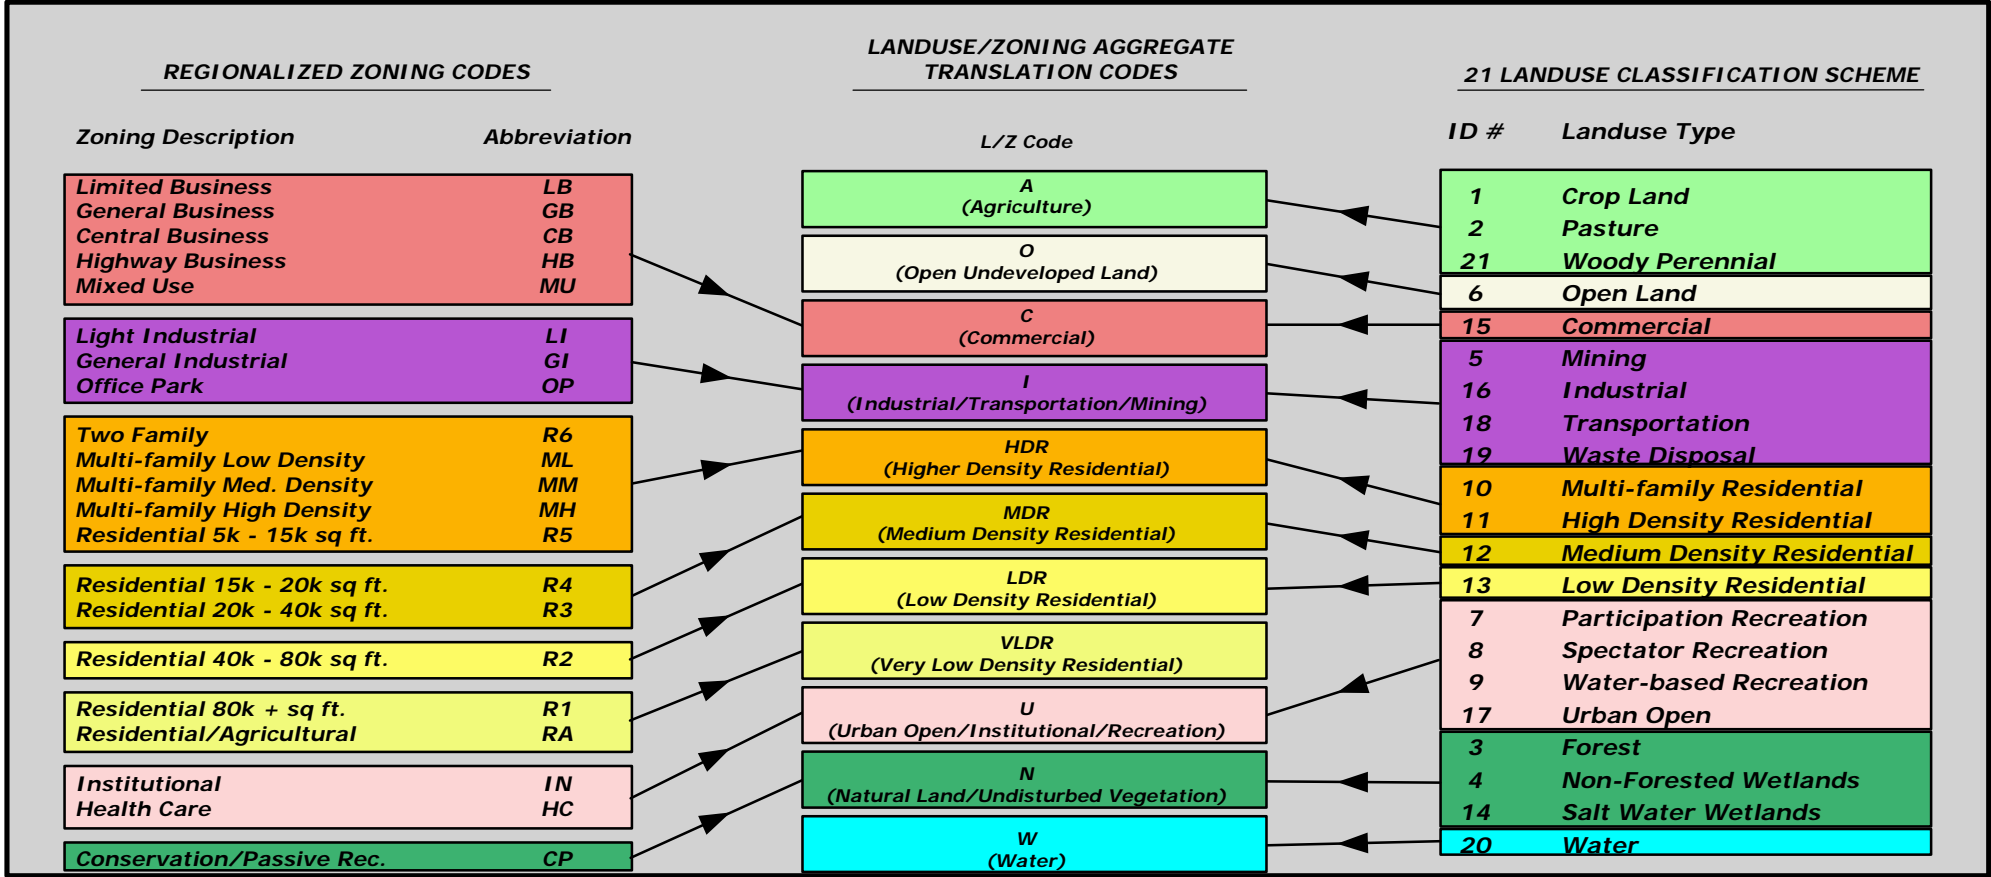 REGIONALIZED ZONING CODES
Zoning Description Abbreviation
Limited Business LB
General Business GB
Central Business CB
Highway Business HB
Mixed Use MU
Light Industrial LI
General Industrial GI
Office Park OP
Two Family R6
Multi-family Low Density ML
Multi-family Med. Density MM
Multi-family High Density MH
Residential 5k - 15k sq ft. R5
Residential 15k - 20k sq ft. R4
Residential 20k - 40k sq ft. R3
Residential 40k - 80k sq ft. R2
Residential 80k + sq ft. R1
Residential/Agricultural RA
Institutional IN
Health Care HC
Conservation/Passive Rec. CP
LANDUSE/ZONING AGGREGATE
TRANSLATION CODES
L/Z Code
A
(Agriculture)
O
(Open Undeveloped Land)
C
(Commercial)
I
(Industrial/Transportation/Mining)
HDR
(Higher Density Residential)
MDR
(Medium Density Residential)
LDR
(Low Density Residential)
VLDR
(Very Low Density Residential)
U
(Urban Open/Institutional/Recreation)
N
(Natural Land/Undisturbed Vegetation)
W
(Water)
21 LANDUSE CLASSIFICATION SCHEME
ID # Landuse Type
1 Crop Land
2 Pasture
21 Woody Perennial
6 Open Land
15 Commercial
5 Mining
16 Industrial
18 Transportation
19 Waste Disposal
10 Multi-family Residential
11 High Density Residential
12 Medium Density Residential
13 Low Density Residential
7 Participation Recreation
8 Spectator Recreation
9 Water-based Recreation
17 Urban Open
3 Forest
4 Non-Forested Wetlands
14 Salt Water Wetlands
20 Water